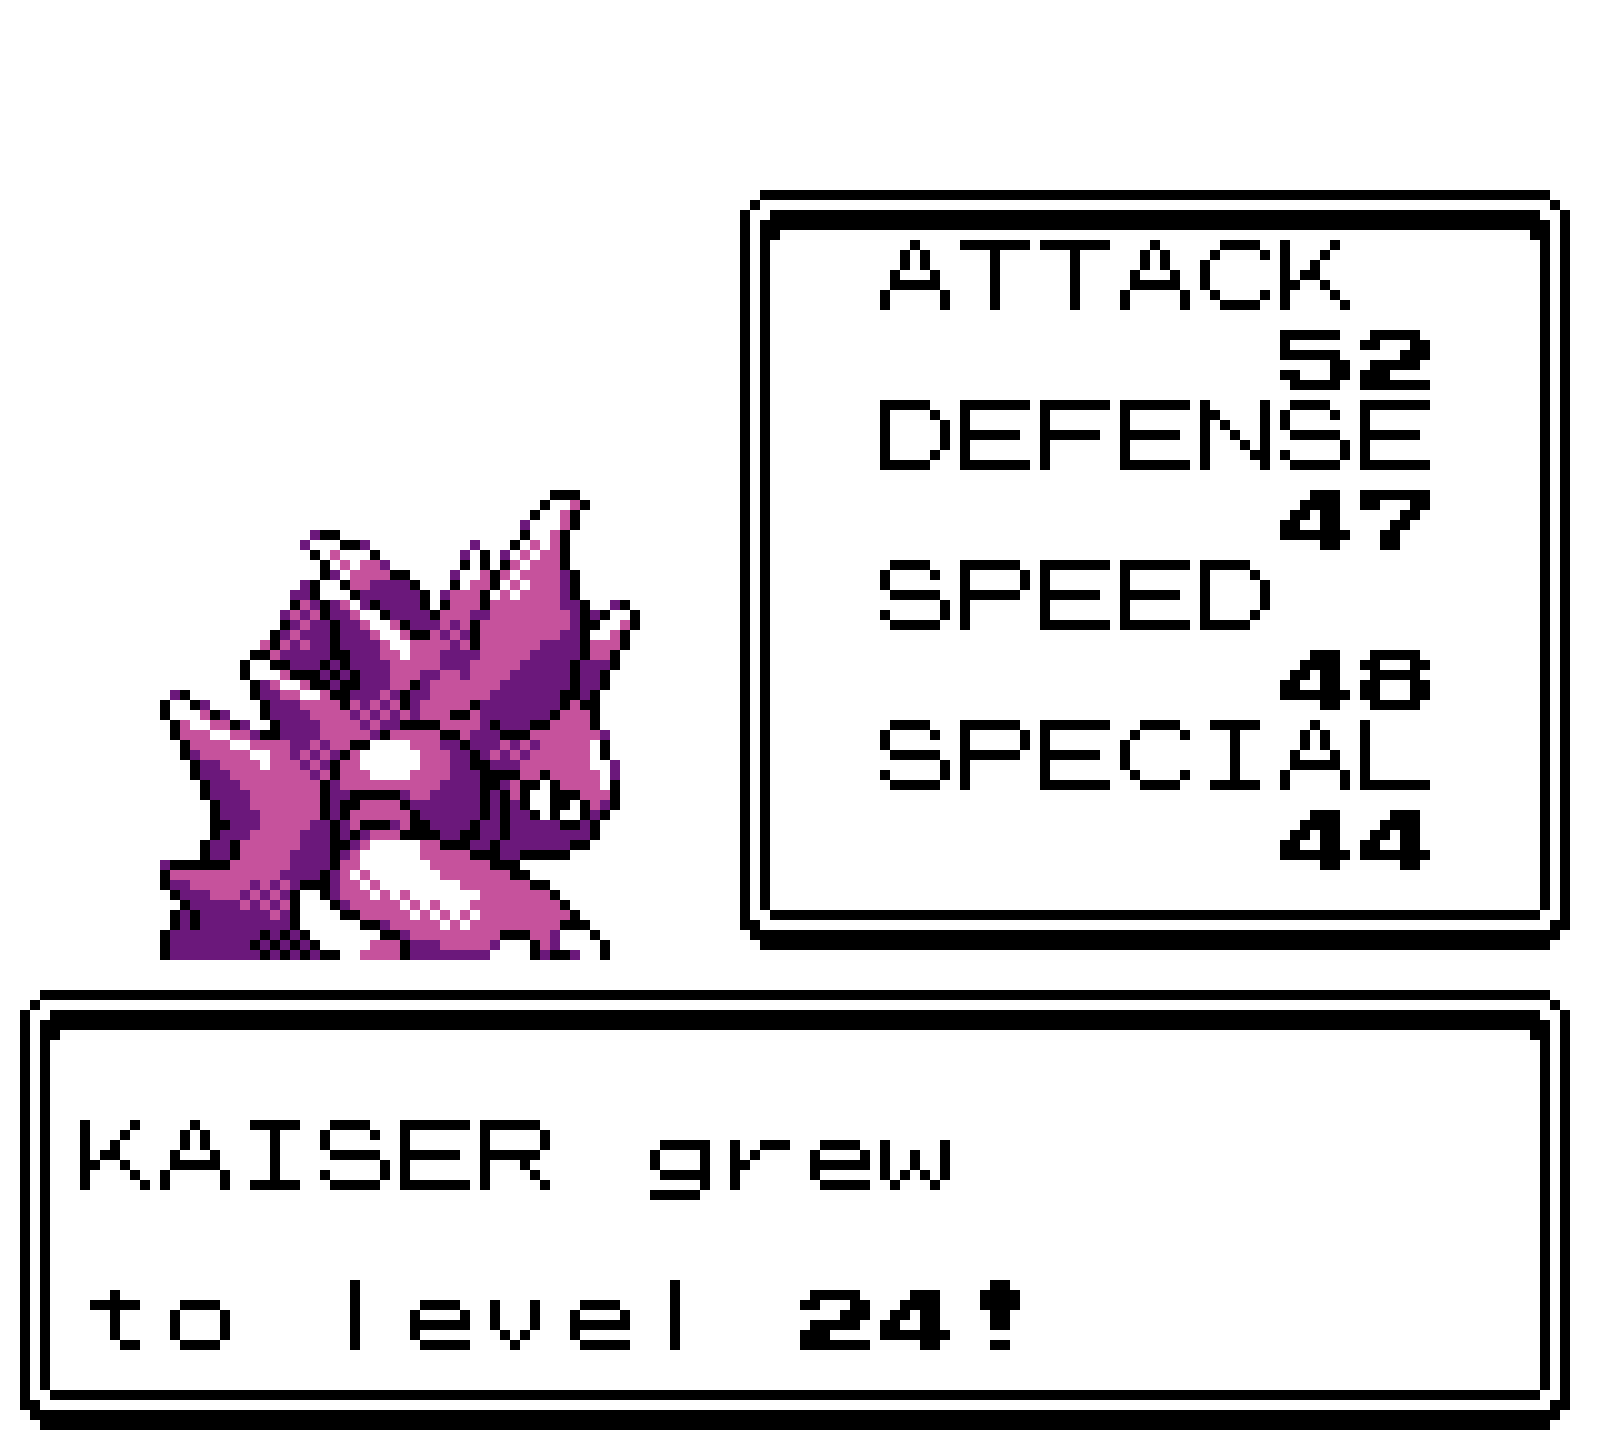 ATTACK
52
DEFENSE
47
SPEED
48
SPECIAL
44
KAISER grew
to level 24!